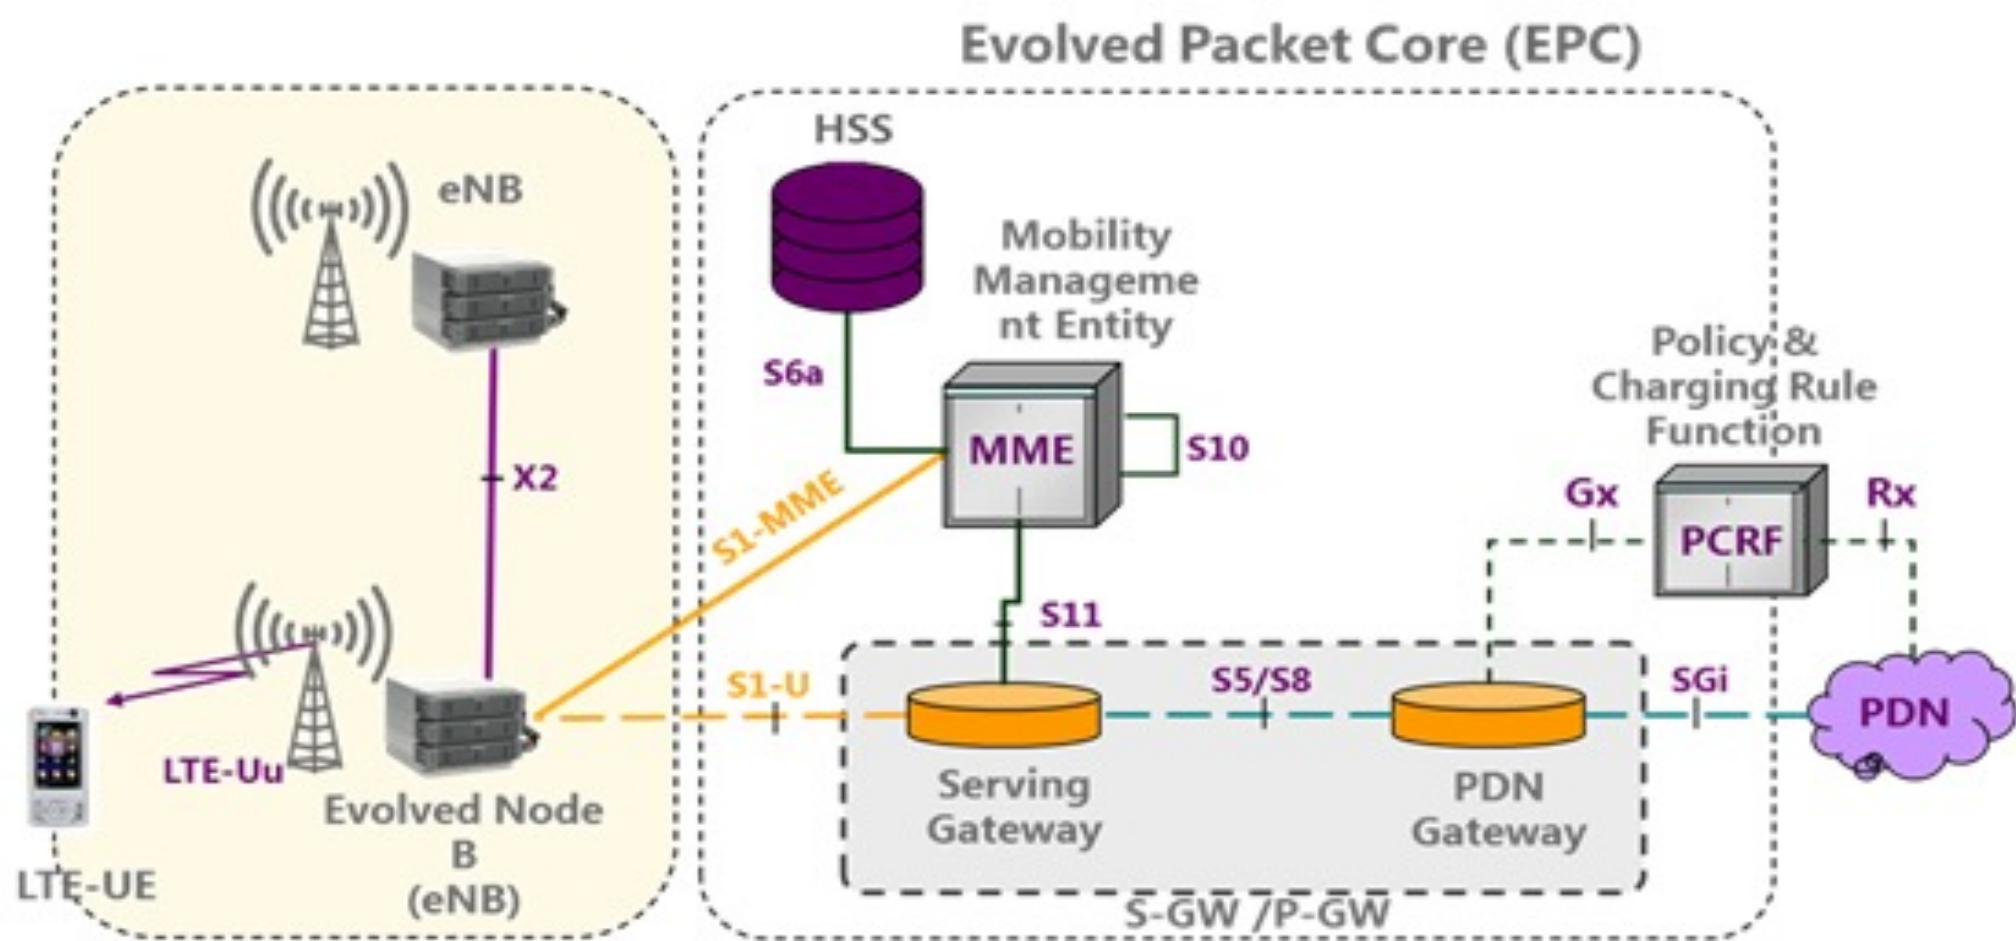 Evolved Packet Core (EPC)
HSS
eNB
Mobility
Manageme
nt Entity
S6a
MME
S10
X2
S1-MME
Policy &
Charging Rule
Function
Gx
Rx
PCRF
S11
S1-U
S5/S8
SGi
PDN
LTE-Uu
Serving
Gateway
PDN
Gateway
Evolved Node
B
(eNB)
LTE-UE
S-GW /P-GW